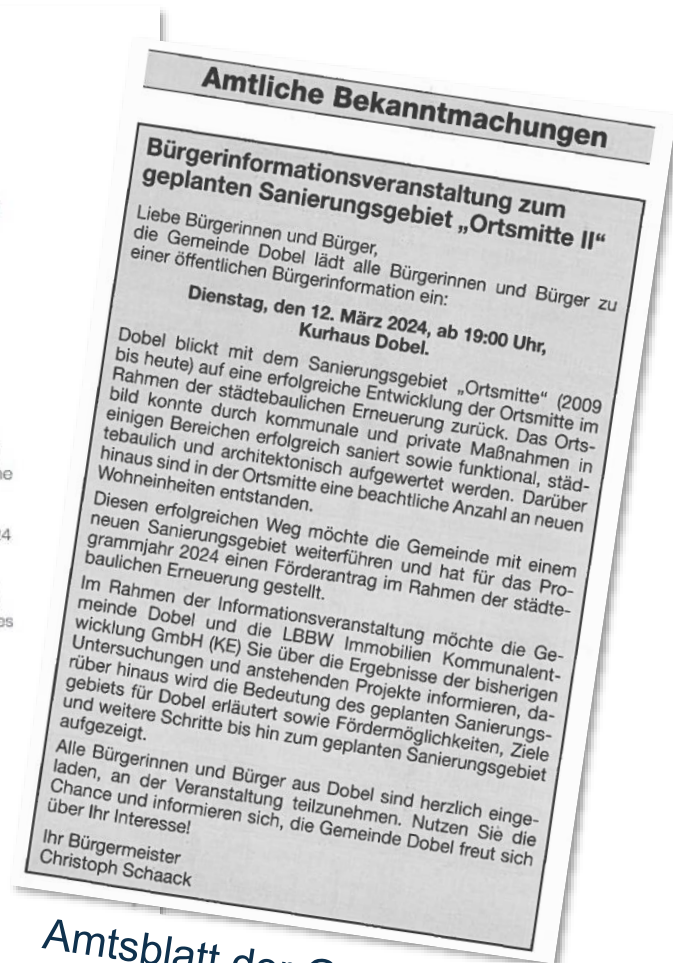 Amtliche Bekanntmachungen
Bürgerinformationsveranstaltung zum
geplanten Sanierungsgebiet „Ortsmitte II“
Liebe Bürgerinnen und Bürger,
die Gemeinde Dobel lädt alle Bürgerinnen und Bürger zu
einer öffentlichen Bürgerinformation ein:
Dienstag, den 12. März 2024, ab 19:00 Uhr,
Kurhaus Dobel.
Dobel blickt mit dem Sanierungsgebiet „Ortsmitte“ (2009
bis heute) auf eine erfolgreiche Entwicklung der Ortsmitte im
Rahmen der städtebaulichen Erneuerung zurück. Das Orts-
bild konnte durch kommunale und private Maßnahmen in
einigen Bereichen erfolgreich saniert sowie funktional, städ-
tebaulich und architektonisch aufgewertet werden. Darüber
hinaus sind in der Ortsmitte eine beachtliche Anzahl an neuen
Wohneinheiten entstanden.
Diesen erfolgreichen Weg möchte die Gemeinde mit einem
neuen Sanierungsgebiet weiterführen und hat für das Pro-
grammjahr 2024 einen Förderantrag im Rahmen der städte-
baulichen Erneuerung gestellt.
Im Rahmen der Informationsveranstaltung möchte die Ge-
meinde Dobel und die LBBW Immobilien Kommunalent-
wicklung GmbH (KE) Sie über die Ergebnisse der bisherigen
Untersuchungen und anstehenden Projekte informieren, da-
rüber hinaus wird die Bedeutung des geplanten Sanierungs-
gebiets für Dobel erläutert sowie Fördermöglichkeiten, Ziele
und weitere Schritte bis hin zum geplanten Sanierungsgebiet
aufgezeigt.
Alle Bürgerinnen und Bürger aus Dobel sind herzlich einge-
laden, an der Veranstaltung teilzunehmen. Nutzen Sie die
Chance und informieren sich, die Gemeinde Dobel freut sich
über Ihr Interesse!
Ihr Bürgermeister
Christoph Schaack
Amtsblatt der